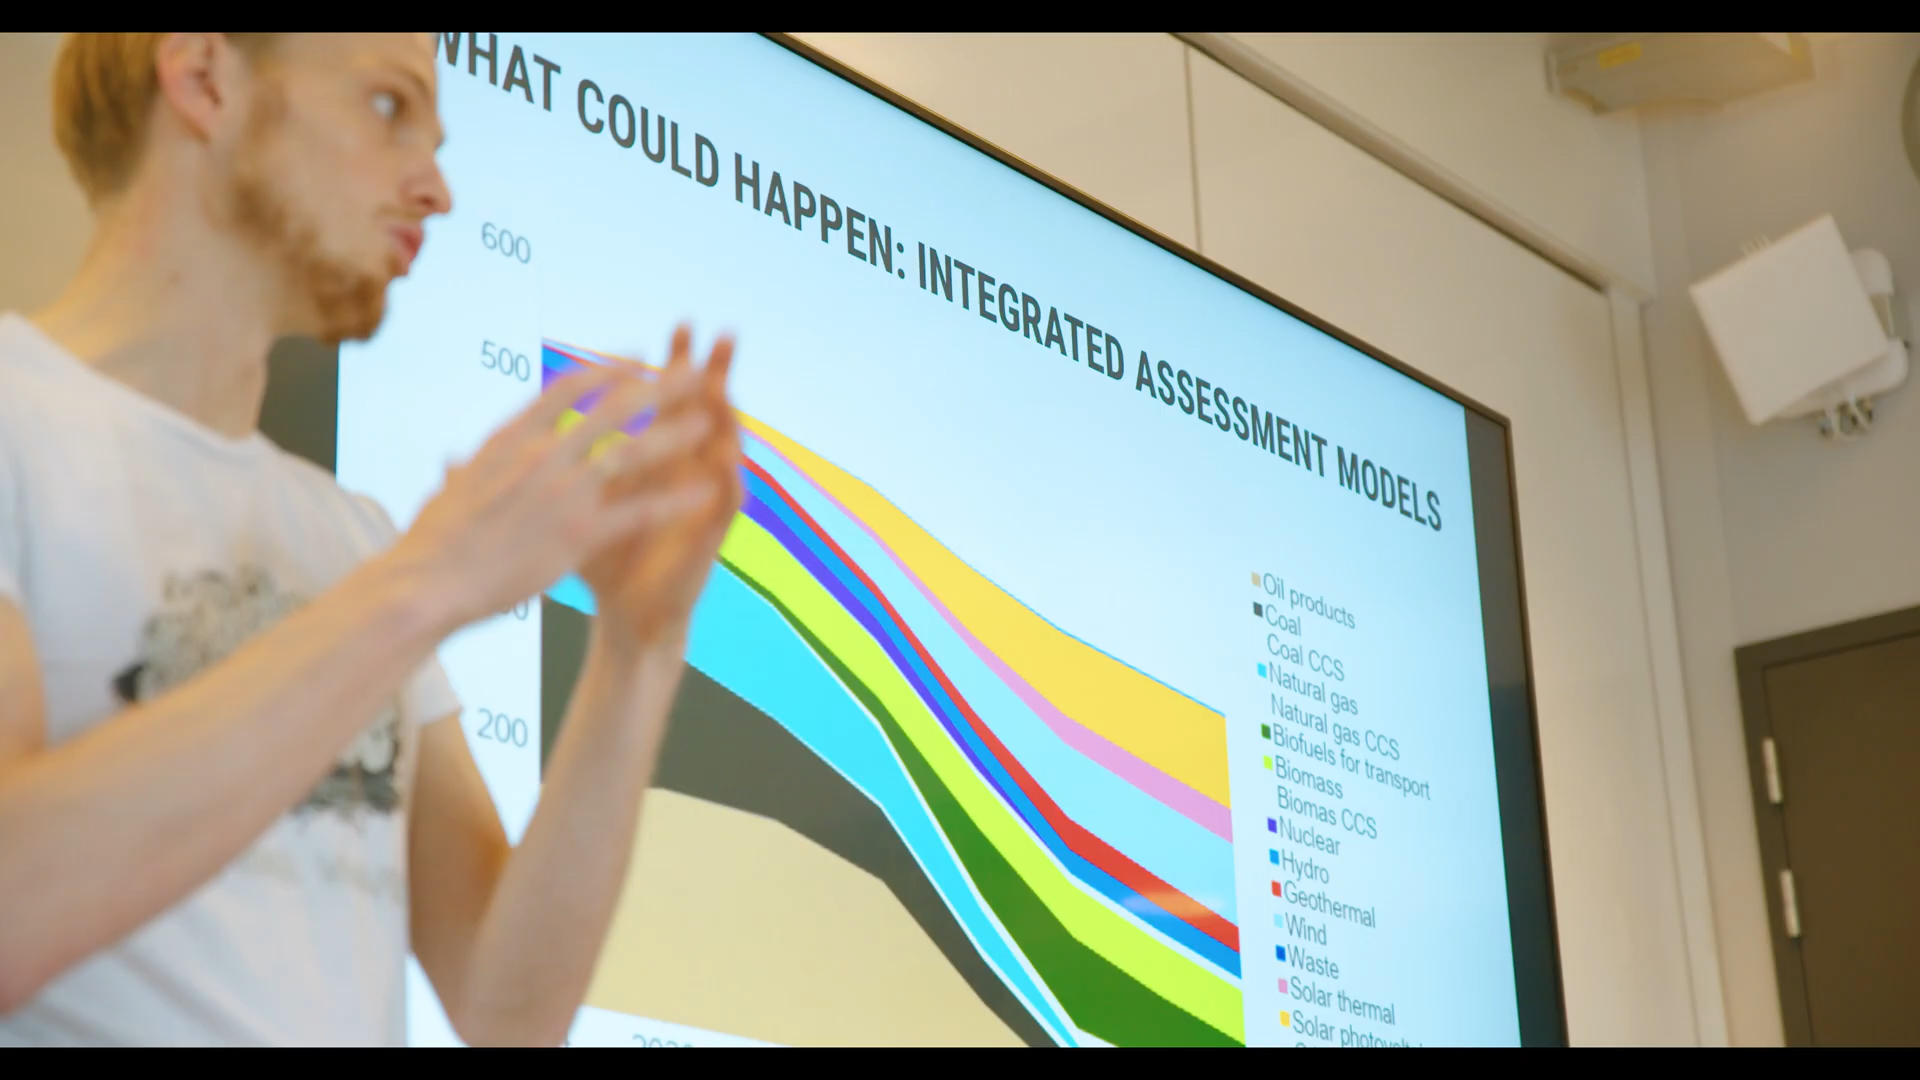 WHAT COULD HAPPEN: INTEGRATED ASSESSMENT MODELS
600
500
200
Oil products
Coal
Coal CCS
Natural gas
Natural gas CCS
Biofuels for transport
Biomass
Biomas CCS
Nuclear
Hydro
Geothermal
Wind
Waste
Solar thermal
Solar